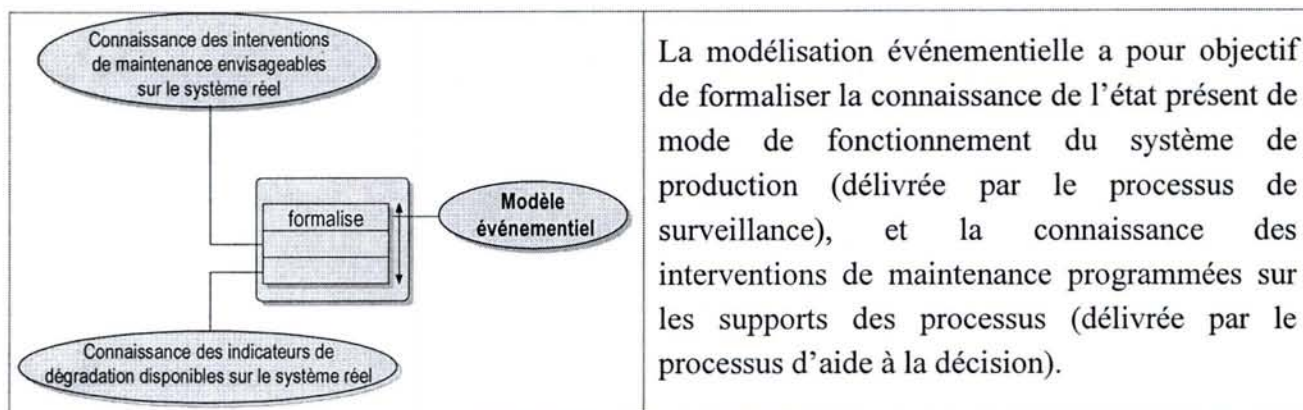 Connaissance des interventions
de maintenance envisageables
sur le système réel
formalise
Modèle
événementiel
Connaissance des indicateurs de
dégradation disponibles sur le système réel
La modélisation événementielle a pour objectif
de formaliser la connaissance de l'état présent de
mode de fonctionnement du système de
production (délivrée par le processus de
surveillance), et la connaissance des
interventions de maintenance programmées sur
les supports des processus (délivrée par le
processus d'aide à la décision).